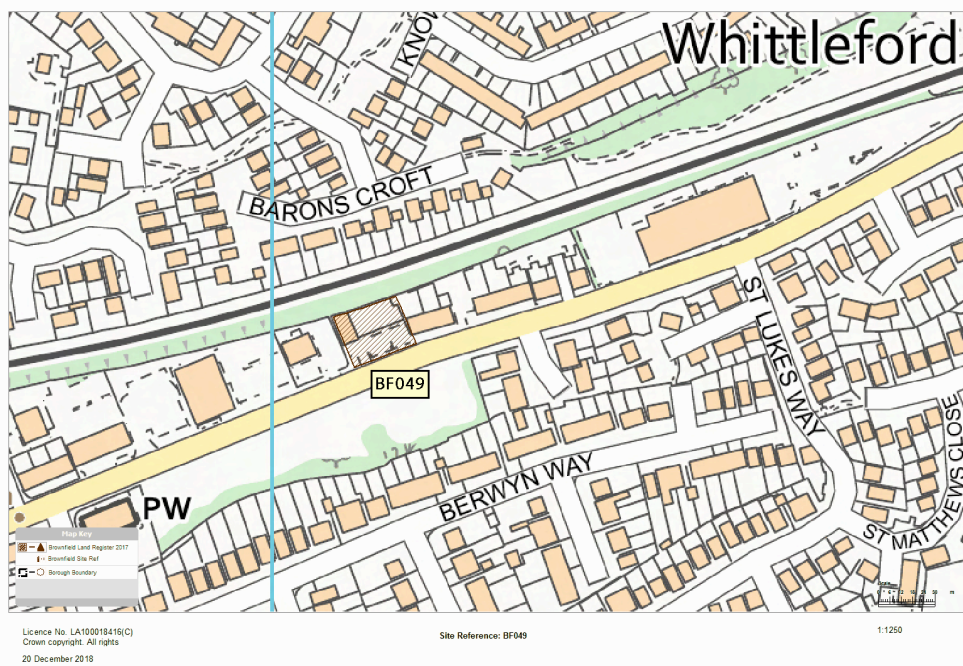 Whittleford
KNOW
BARONS CROFT
ST LUKES WAY
BF049
BERWYN WAY
ST MATTHEWS CLOSE
PW
Map Key
Brownfield Land Register 2017
Brownfield Site Ref
Borough Boundary
Scale
m
Licence No. LA100018416(C)
Crown copyright. All rights
20 December 2018
Site Reference: BF049
1:1250